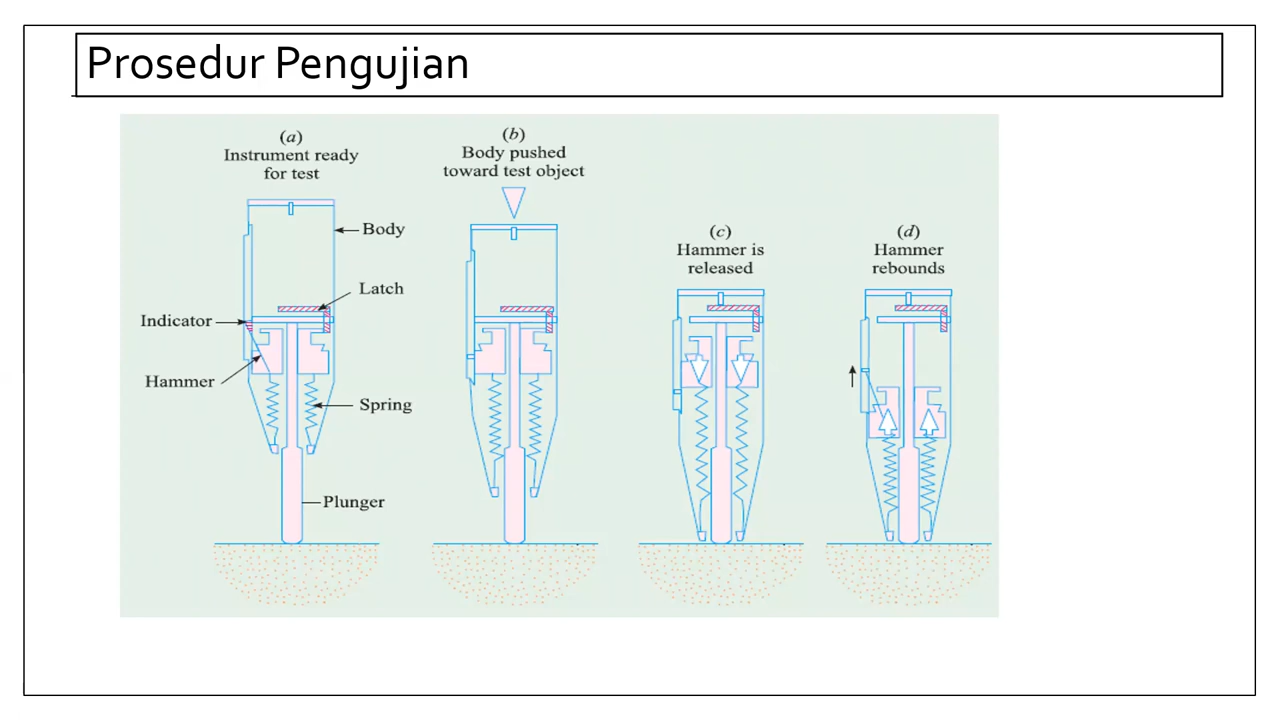 Prosedur Pengujian
(a)
Instrument ready
for test
(b)
Body pushed
toward test object
(c)
Hammer is
released
(d)
Hammer
rebounds
Body
Latch
Indicator
Hammer
Spring
Plunger